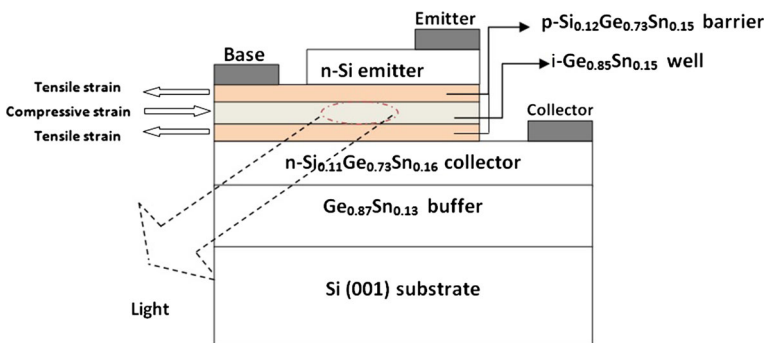 Emitter
p-Si0.12Ge0.73Sn0.15 barrier
Base
n-Si emitter
i-Ge0.85Sn0.15 well
Tensile strain
Compressive strain
Tensile strain
Collector
n-Si0.11Ge0.73Sn0.16 collector
Ge0.87Sn0.13 buffer
Si (001) substrate
Light